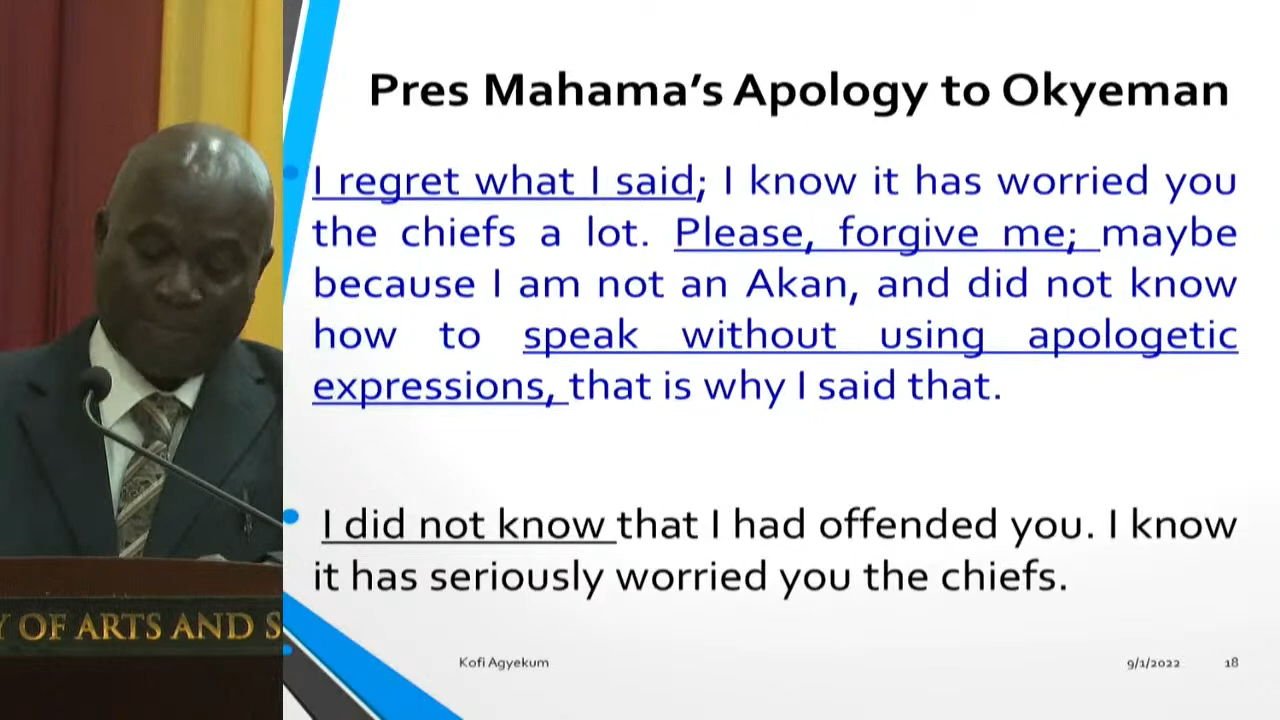 Pres Mahama’s Apology to Okyeman
• I regret what I said; I know it has worried you
the chiefs a lot. Please, forgive me; maybe
because I am not an Akan, and did not know
how to speak without using apologetic
expressions, that is why I said that.
• I did not know that I had offended you. I know
it has seriously worried you the chiefs.
Kofi Agyekum 9/1/2022 18
Y OF ARTS AND S